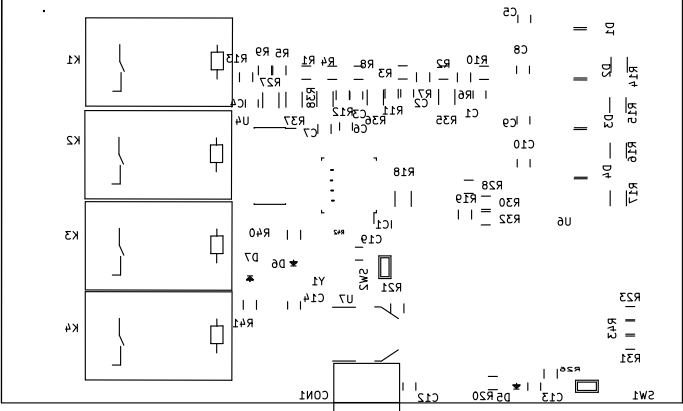 C5
D1
C8
K1
R13
R9
R5
R1
R4
R8
R3
R2
R10
D2
R14
R27
IC4
R38
R12
C3
R11
C2
R7
R6
C1
R15
K2
U4
R37
C7
C6
R36
R35
C9
D3
C10
R16
R18
D4
R28
R17
R19
R30
R32
U6
IC1
K3
R40
R42
C19
D7
D6
SW2
Y1
R21
C14
U7
R23
K4
R41
R43
R31
R26
CON1
C12
R20
D5
C13
SW1